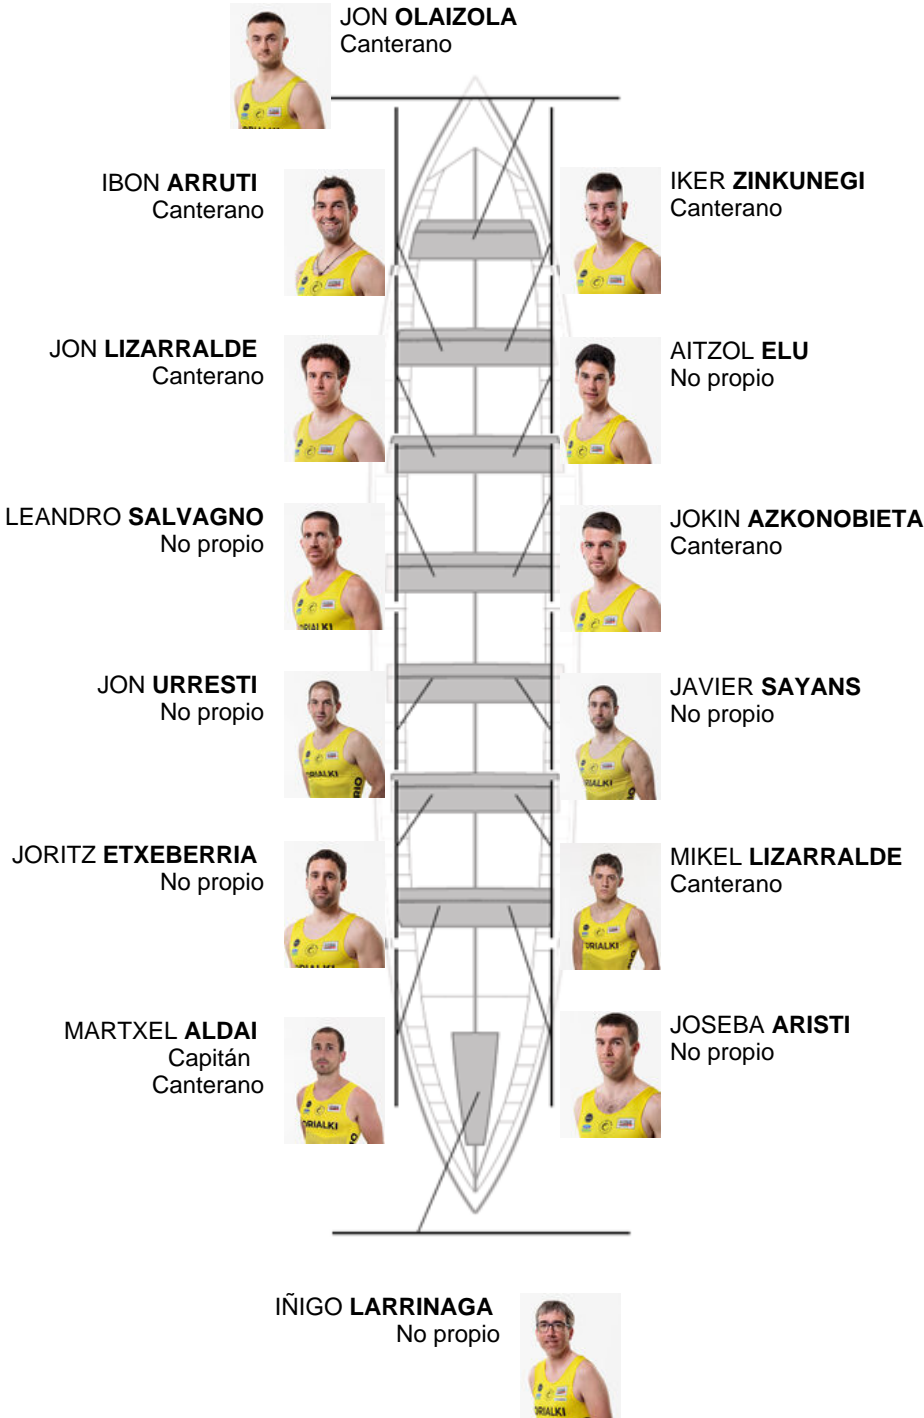 JON OLAIZOLA
Canterano
IBON ARRUTI
Canterano
IKER ZINKUNEGI
Canterano
JON LIZARRALDE
Canterano
AITZOL ELU
No propio
LEANDRO SALVAGNO
No propio
JOKIN AZKONOBIETA
Canterano
JON URRESTI
No propio
JAVIER SAYANS
No propio
JORITZ ETXEBERRIA
No propio
MIKEL LIZARRALDE
Canterano
MARTXEL ALDAI
Capitán
Canterano
JOSEBA ARISTI
No propio
IÑIGO LARRINAGA
No propio